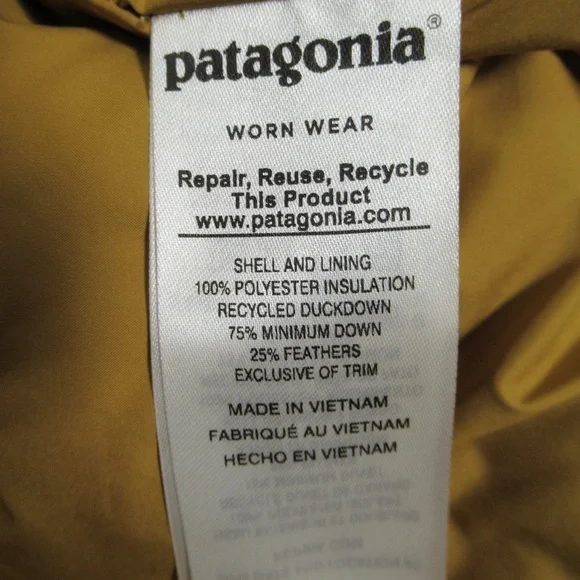 patagonia®
WORN WEAR
Repair, Reuse, Recycle
This Product
www.patagonia.com
SHELL AND LINING
100% POLYESTER INSULATION
RECYCLED DUCKDOWN
75% MINIMUM DOWN
25% FEATHERS
EXCLUSIVE OF TRIM
MADE IN VIETNAM
FABRIQUÉ AU VIETNAM
HECHO EN VIETNAM